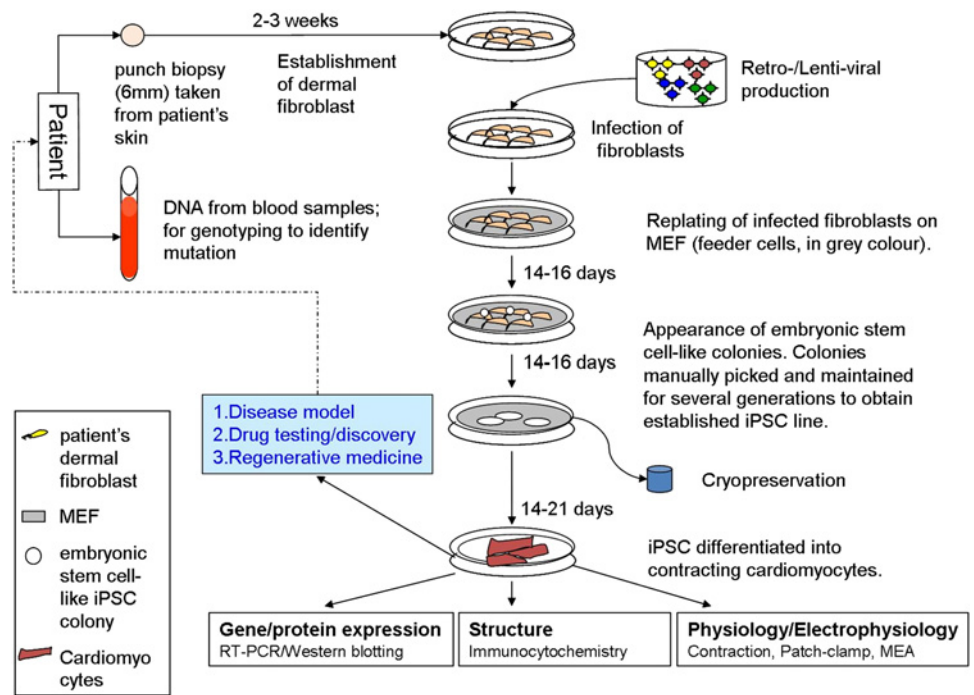 2-3 weeks
punch biopsy
(6mm) taken
from patient's
skin
Establishment
of dermal
fibroblast
Retro-/Lenti-viral
production
Infection of
fibroblasts
Patient
DNA from blood samples;
for genotyping to identify
mutation
Replating of infected fibroblasts on
MEF (feeder cells, in grey colour).
14-16 days
Appearance of embryonic stem
cell-like colonies. Colonies
manually picked and maintained
for several generations to obtain
established iPSC line.
14-16 days
1.Disease model
2.Drug testing/discovery
3.Regenerative medicine
Cryopreservation
14-21 days
iPSC differentiated into
contracting cardiomyocytes.
patient's
dermal
fibroblast
MEF
embryonic
stem cell-
like iPSC
colony
Cardiomyo
cytes
Gene/protein expression
RT-PCR/Western blotting
Structure
Immunocytochemistry
Physiology/Electrophysiology
Contraction, Patch-clamp, MEA